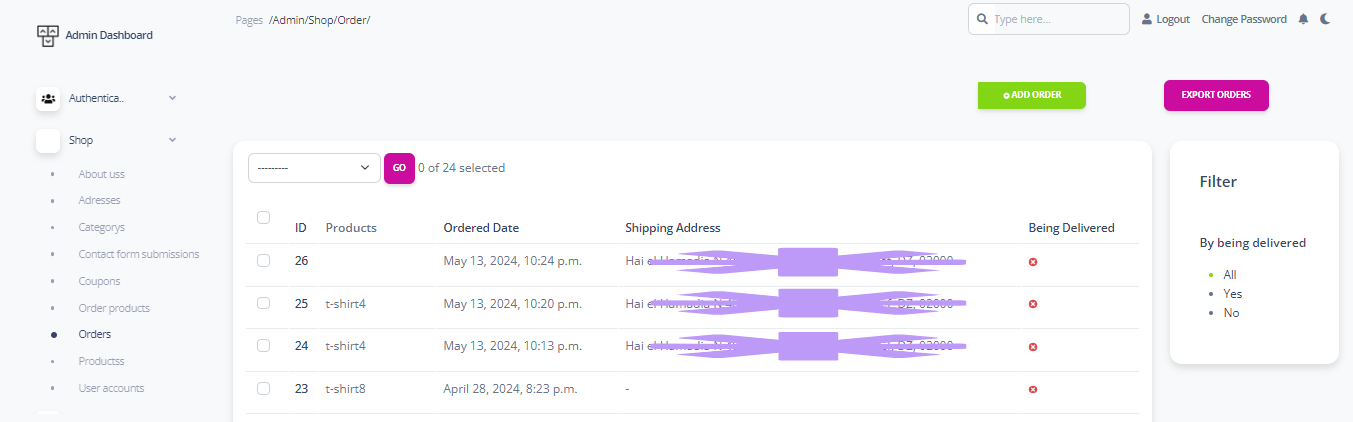 Pages /Admin/Shop/Order/
Type here...
Logout
Change Password
Admin Dashboard
Authentica..
Shop
About uss
Adresses
Categorys
Contact form submissions
Coupons
Order products
Orders
Productss
User accounts
ADD ORDER
EXPORT ORDERS
---------
GO
0 of 24 selected
ID Products Ordered Date Shipping Address Being Delivered
26 May 13, 2024, 10:24 p.m. Hai
25 t-shirt4 May 13, 2024, 10:20 p.m. Hai
24 t-shirt4 May 13, 2024, 10:13 p.m. Hai
23 t-shirt8 April 28, 2024, 8:23 p.m. -
Filter
By being delivered
All
Yes
No